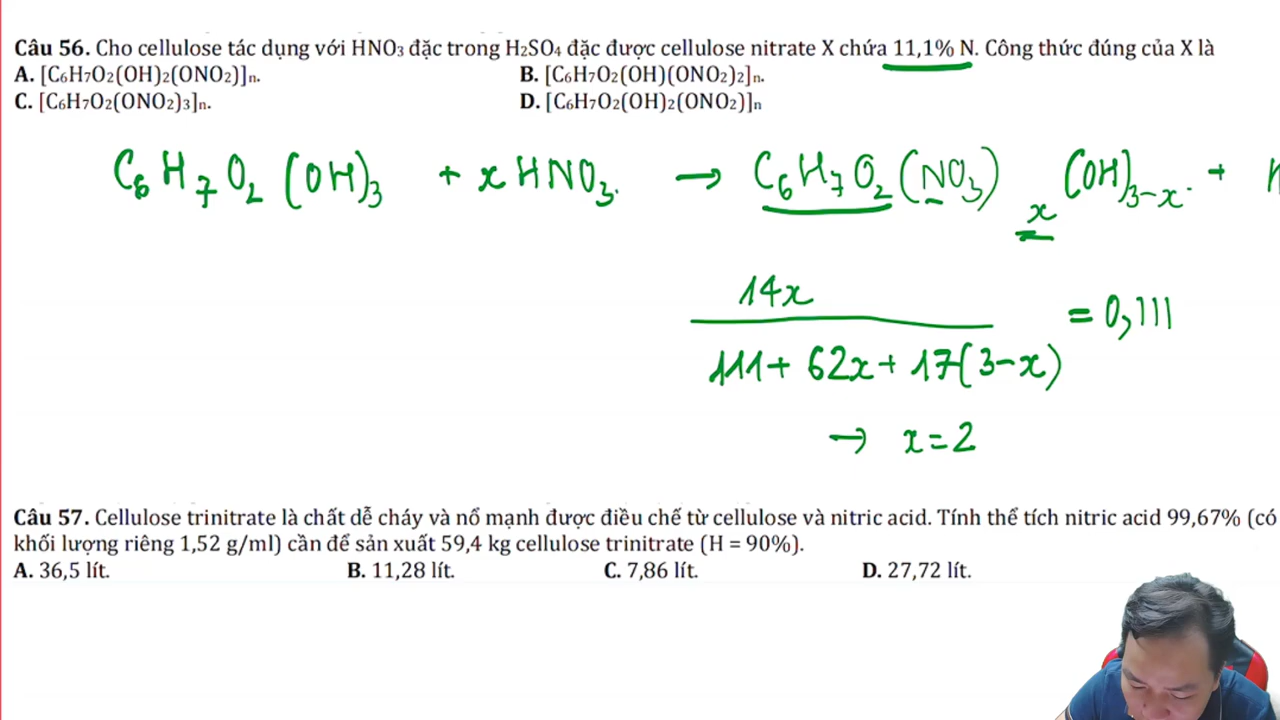 Câu 56. Cho cellulose tác dụng với HNO₃ đặc trong H₂SO₄ đặc được cellulose nitrate X chứa 11,1% N. Công thức đúng của X là
A. [C₆H₇O₂(OH)₂(ONO₂)]n. B. [C₆H₇O₂(OH)(ONO₂)₂]n.
C. [C₆H₇O₂(ONO₂)₃]n. D. [C₆H₇O₂(OH)₂(ONO₂)]n
C₆H₇O₂(OH)₃ + xHNO₃. → C₆H₇O₂(NO₃)ₓ(OH)₃₋ₓ. +
14x
111+ 62x+ 17(3-x)
= 0,111
→ x=2
Câu 57. Cellulose trinitrate là chất dễ cháy và nổ mạnh được điều chế từ cellulose và nitric acid. Tính thể tích nitric acid 99,67% (có
khối lượng riêng 1,52 g/ml) cần để sản xuất 59,4 kg cellulose trinitrate (H = 90%).
A. 36,5 lít. B. 11,28 lít. C. 7,86 lít. D. 27,72 lít.